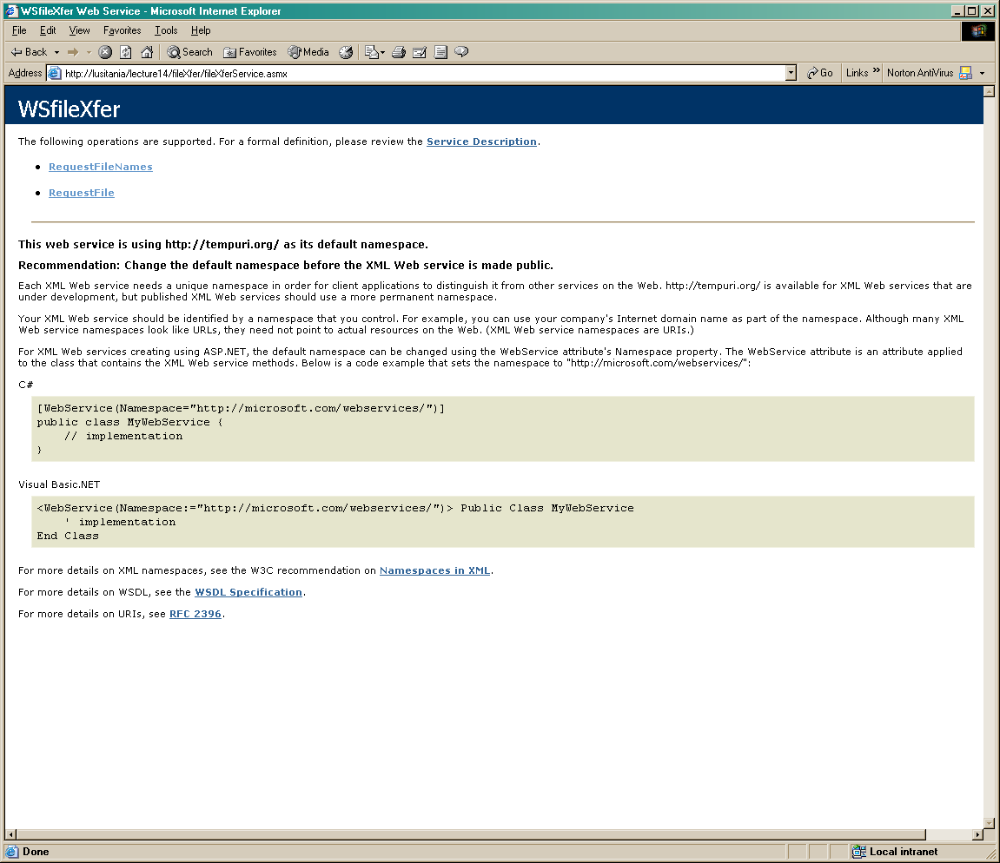 WSfileXfer Web Service - Microsoft Internet Explorer
File Edit View Favorites Tools Help
Back Search Favorites Media
Address http://lusitania/lecture14/fileXfer/fileXferService.asmx Go Links » Norton AntiVirus
WSfileXfer
The following operations are supported. For a formal definition, please review the Service Description.
• RequestFileNames
• RequestFile
This web service is using http://tempuri.org/ as its default namespace.
Recommendation: Change the default namespace before the XML Web service is made public.
Each XML Web service needs a unique namespace in order for client applications to distinguish it from other services on the Web. http://tempuri.org/ is available for XML Web services that are
under development, but published XML Web services should use a more permanent namespace.
Your XML Web service should be identified by a namespace that you control. For example, you can use your company's Internet domain name as part of the namespace. Although many XML
Web service namespaces look like URLs, they need not point to actual resources on the Web. (XML Web service namespaces are URIs.)
For XML Web services creating using ASP.NET, the default namespace can be changed using the WebService attribute's Namespace property. The WebService attribute is an attribute applied
to the class that contains the XML Web service methods. Below is a code example that sets the namespace to "http://microsoft.com/webservices/":
C#
[WebService(Namespace="http://microsoft.com/webservices/")]
public class MyWebService {
    // implementation
}
Visual Basic.NET
<WebService(Namespace:="http://microsoft.com/webservices/")> Public Class MyWebService
    ' implementation
End Class
For more details on XML namespaces, see the W3C recommendation on Namespaces in XML.
For more details on WSDL, see the WSDL Specification.
For more details on URIs, see RFC 2396.
Done Local intranet